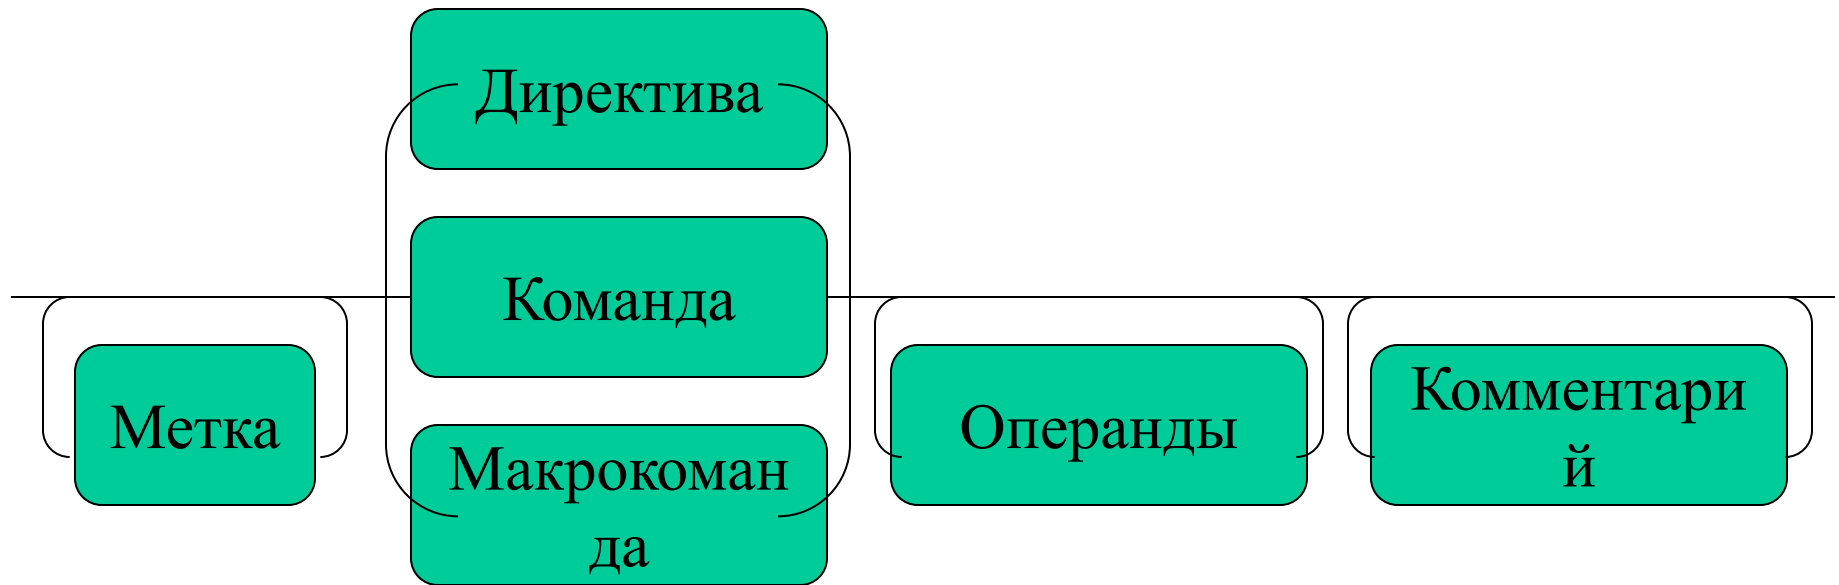 Директива
Команда
Макрокоман
да
Метка
Операнды
Комментари
й